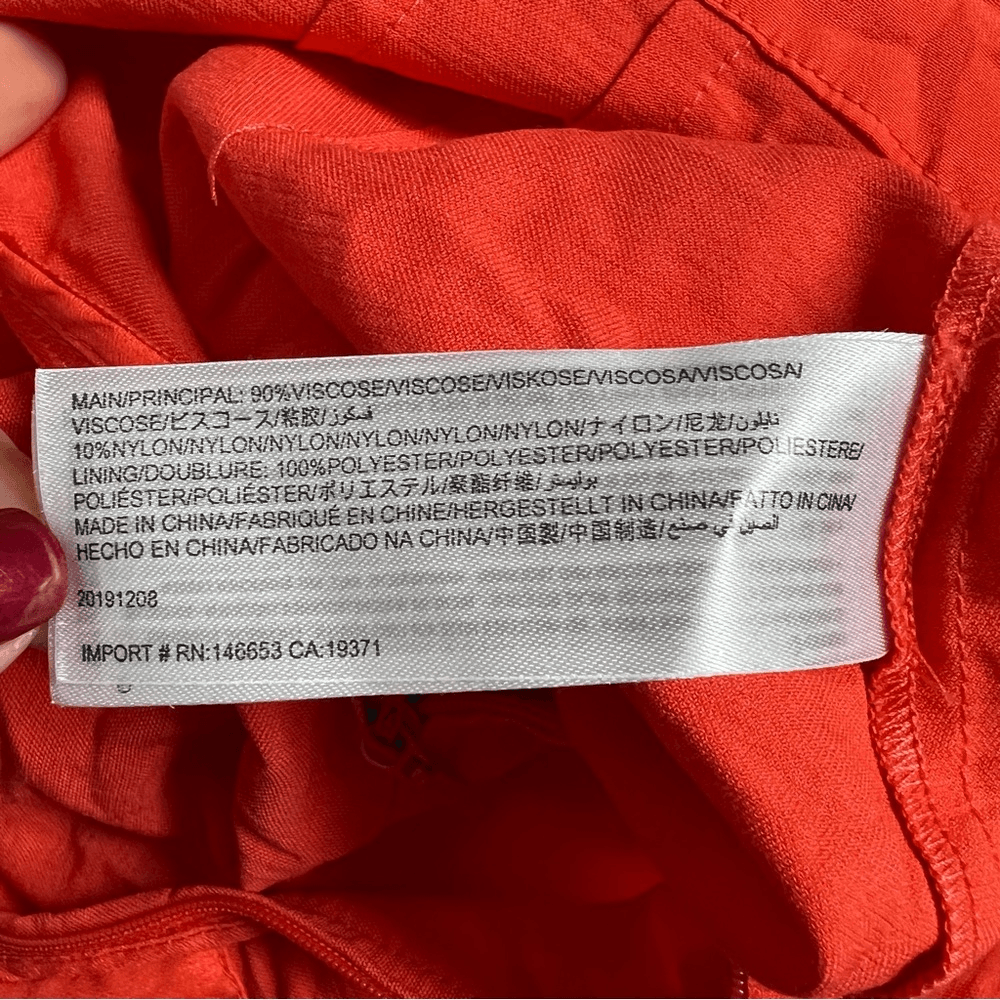 MAIN/PRINCIPAL: 90%VISCOSE/VISCOSE/VISKOSE/VISCOSA/VISCOSA/
VISCOSE/ビスコース/粘胶/فيسكوز
10%NYLON/NYLON/NYLON/NYLON/NYLON/NYLON/ナイロン/尼龙/نايلون
LINING/DOUBLURE: 100%POLYESTER/POLYESTER/POLYESTER/POLIESTERE/
POLIÉSTER/POLIÉSTER/ポリエステル/聚酯纤维/بوليستر
MADE IN CHINA/FABRIQUÉ EN CHINE/HERGESTELLT IN CHINA/FATTO IN CINA/
HECHO EN CHINA/FABRICADO NA CHINA/中国製/中国制造/صنع في الصين
20191208
IMPORT # RN:146653 CA:19371